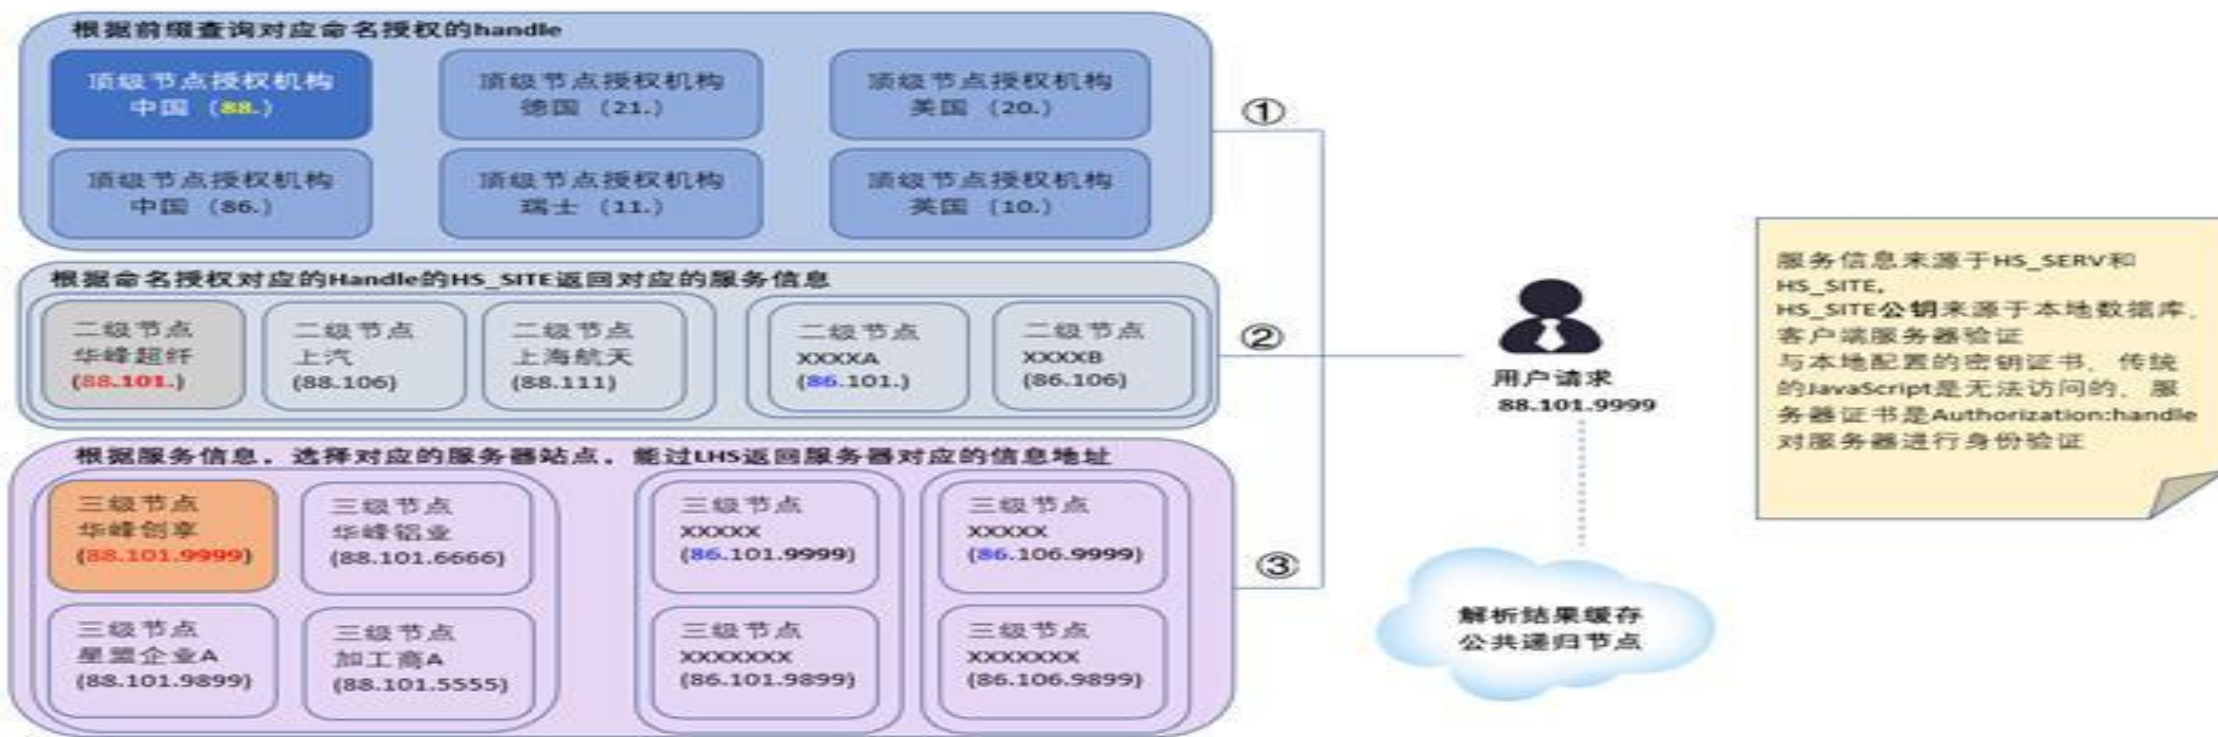 根据前缀查询对应命名授权的handle
顶级节点授权机构
中国（88.）
顶级节点授权机构
德国（21.）
顶级节点授权机构
美国（20.）
顶级节点授权机构
中国（86.）
顶级节点授权机构
瑞士（11.）
顶级节点授权机构
英国（10.）
①
根据命名授权对应的Handle的HS_SITE返回对应的服务信息
二级节点
华峰超纤
(88.101.)
二级节点
上汽
(88.106)
二级节点
上海航天
(88.111)
二级节点
XXXXA
(86.101.)
二级节点
XXXXB
(86.106)
②
根据服务信息，选择对应的服务器站点，能过LHS返回服务器对应的信息地址
三级节点
华峰创享
(88.101.9999)
三级节点
华峰铝业
(88.101.6666)
三级节点
XXXXX
(86.101.9999)
三级节点
XXXXX
(86.106.9999)
三级节点
星盟企业A
(88.101.9899)
三级节点
加工商A
(88.101.5555)
三级节点
XXXXXXX
(86.101.9899)
三级节点
XXXXXXX
(86.106.9899)
③
用户请求
88.101.9999
解析结果缓存
公共递归节点
服务信息来源于HS_SERV和
HS_SITE,
HS_SITE公钥来源于本地数据库，
客户端服务器验证
与本地配置的密钥证书，传统
的JavaScript是无法访问的，服
务器证书是Authorization:handle
对服务器进行身份验证